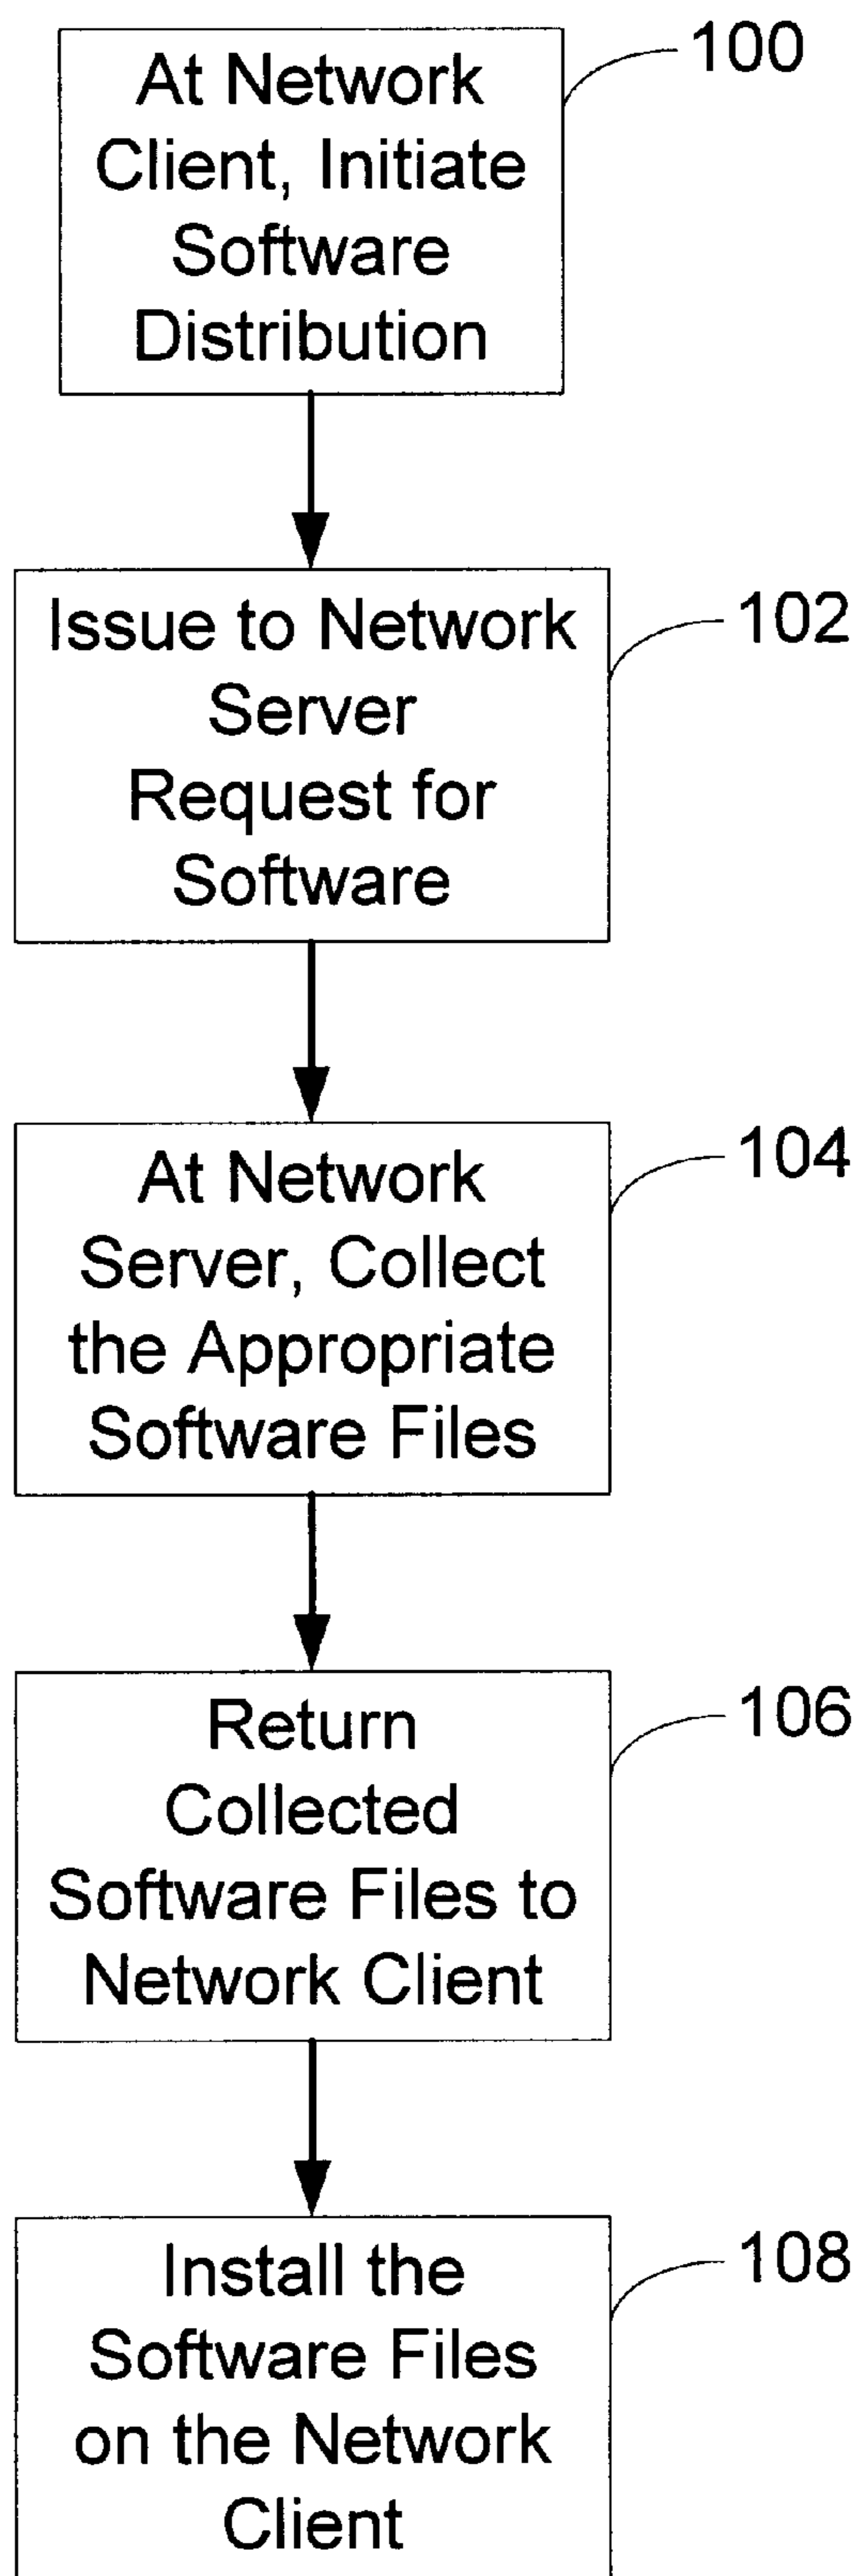 At Network
Client, Initiate
Software
Distribution
100
Issue to Network
Server
Request for
Software
102
At Network
Server, Collect
the Appropriate
Software Files
104
Return
Collected
Software Files to
Network Client
106
Install the
Software Files
on the Network
Client
108